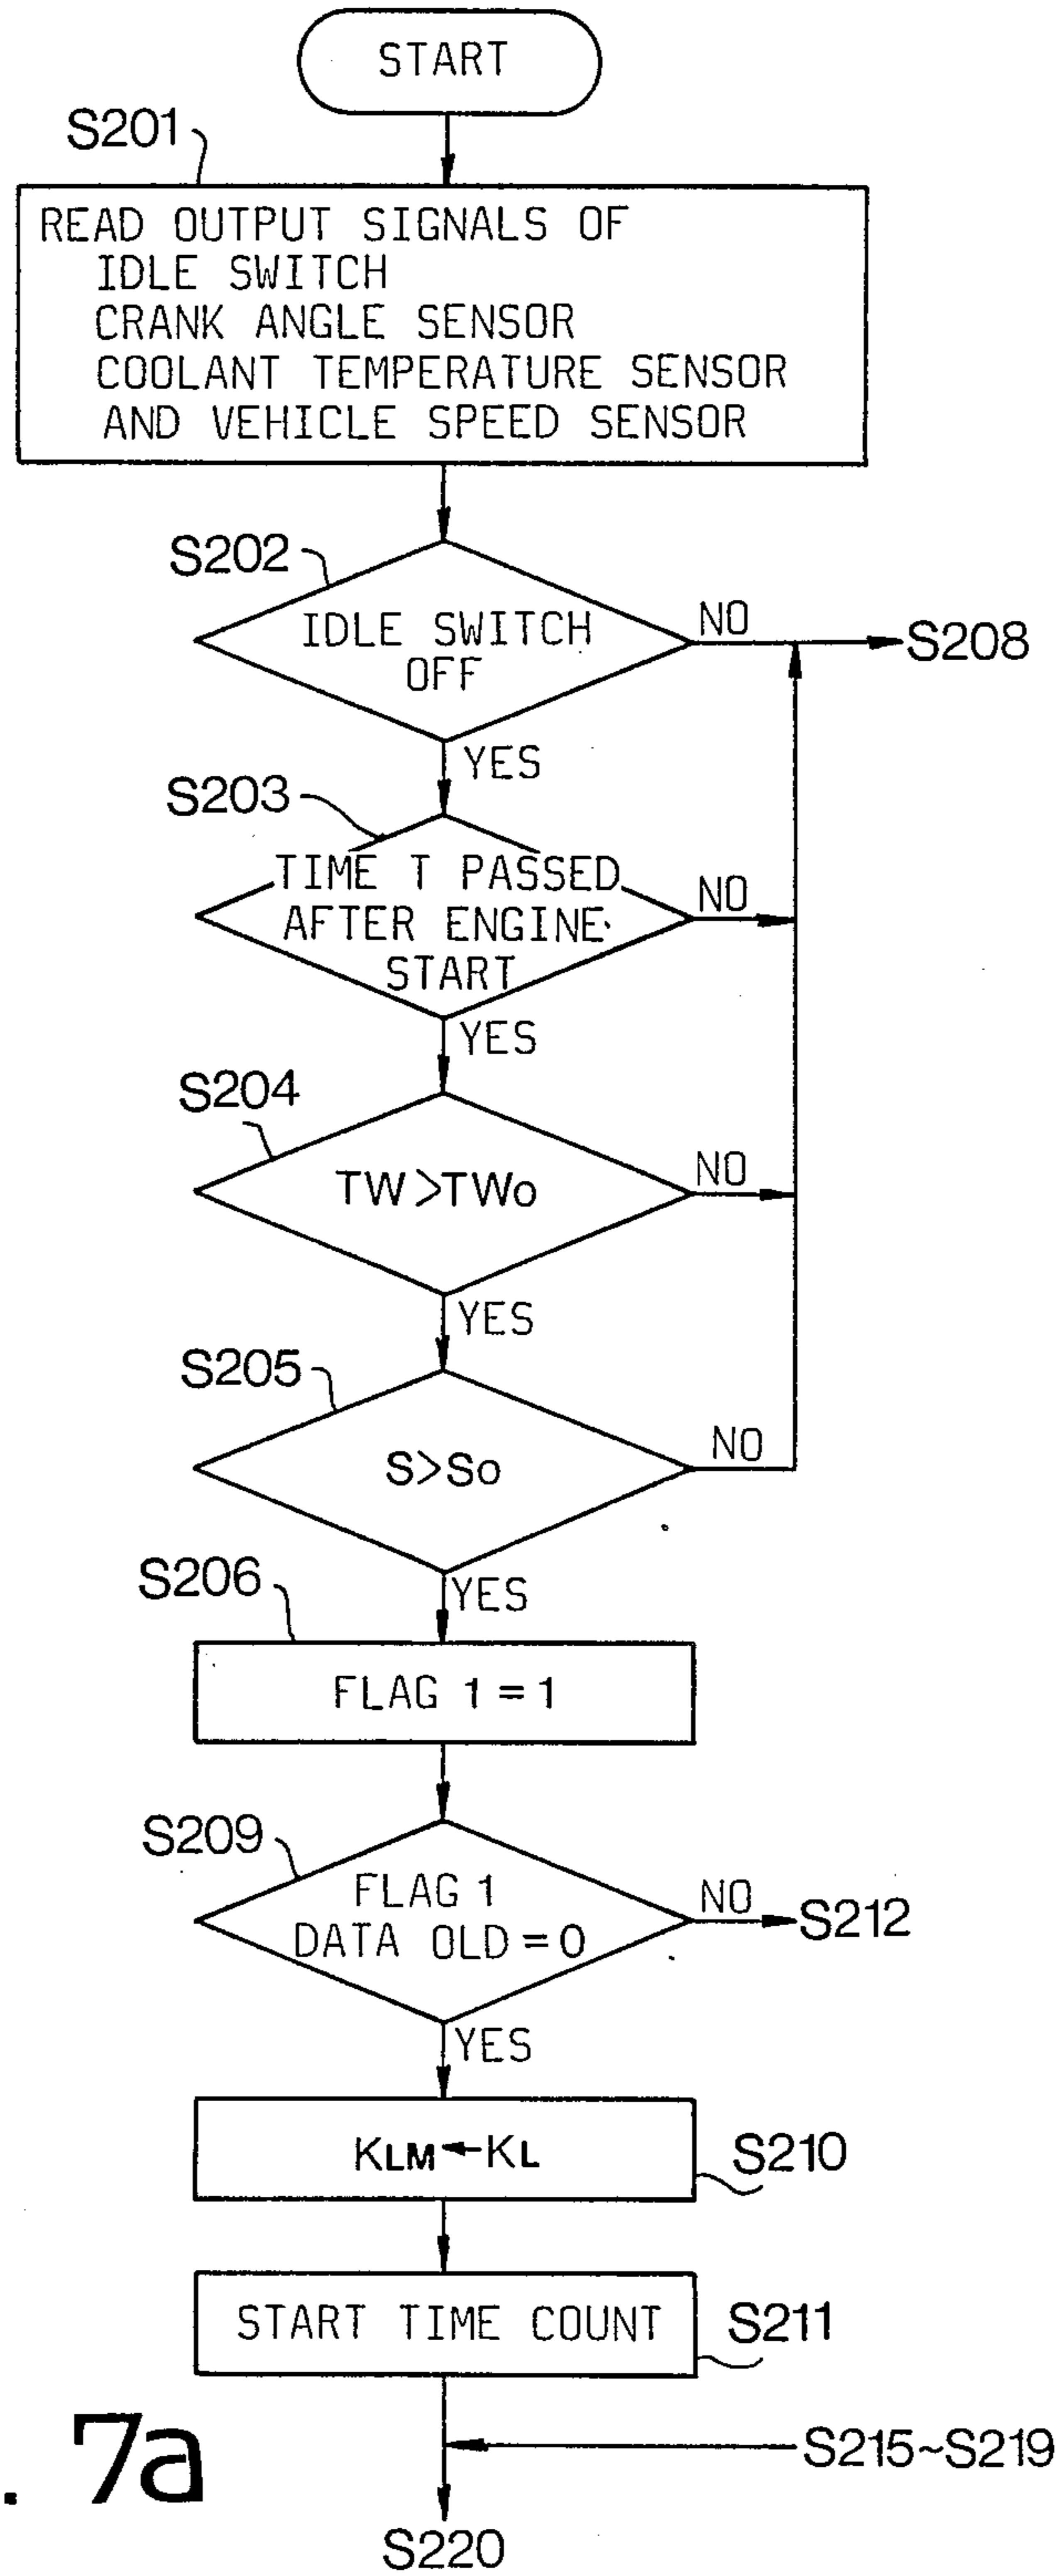 START
S201
READ OUTPUT SIGNALS OF
IDLE SWITCH
CRANK ANGLE SENSOR
COOLANT TEMPERATURE SENSOR
AND VEHICLE SPEED SENSOR
S202
IDLE SWITCH
OFF
NO
S208
YES
S203
TIME T PASSED
AFTER ENGINE
START
NO
YES
S204
TW>TWo
NO
YES
S205
S>So
NO
YES
S206
FLAG 1 = 1
S209
FLAG 1
DATA OLD = 0
NO
S212
YES
KLM←KL
S210
START TIME COUNT
S211
S215~S219
. 7a
S220